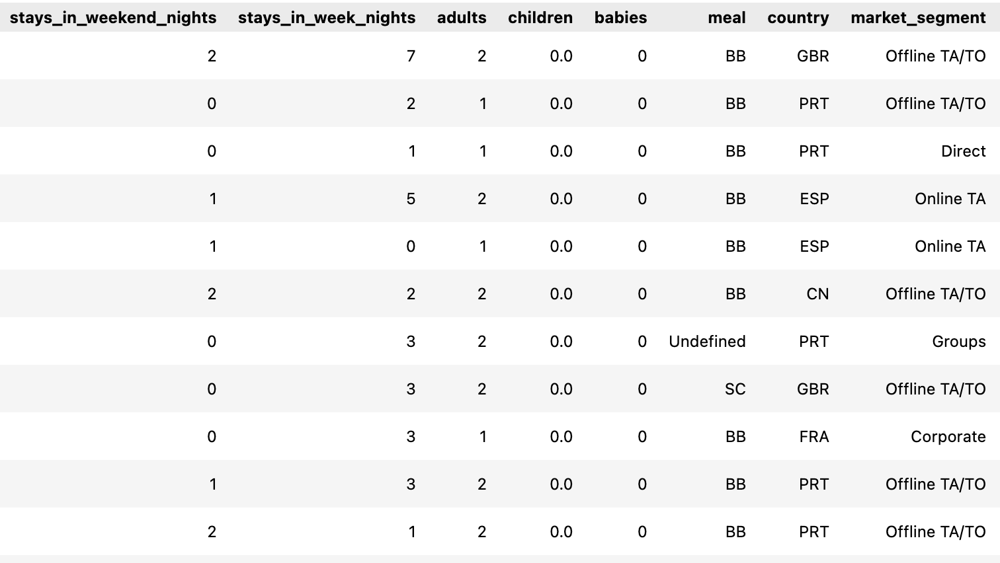 stays_in_weekend_nights stays_in_week_nights adults children babies meal country market_segment
2 7 2 0.0 0 BB GBR Offline TA/TO
0 2 1 0.0 0 BB PRT Offline TA/TO
0 1 1 0.0 0 BB PRT Direct
1 5 2 0.0 0 BB ESP Online TA
1 0 1 0.0 0 BB ESP Online TA
2 2 2 0.0 0 BB CN Offline TA/TO
0 3 2 0.0 0 Undefined PRT Groups
0 3 2 0.0 0 SC GBR Offline TA/TO
0 3 1 0.0 0 BB FRA Corporate
1 3 2 0.0 0 BB PRT Offline TA/TO
2 1 2 0.0 0 BB PRT Offline TA/TO